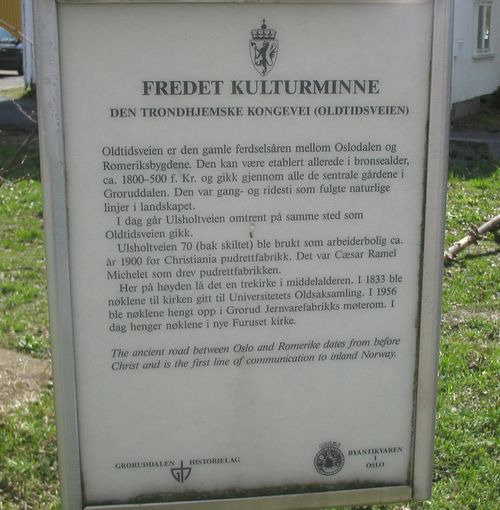 FREDET KULTURMINNE
DEN TRONDHJEMSKE KONGEVEI (OLDTIDSVEIEN)
Oldtidsveien er den gamle ferdselsåren mellom Oslodalen og
Romeriksbygdene. Den kan være etablert allerede i bronsealder,
ca. 1800–500 f. Kr. og gikk gjennom alle de sentrale gårdene i
Groruddalen. Den var gang- og ridesti som fulgte naturlige
linjer i landskapet.
I dag går Ulsholtveien omtrent på samme sted som
Oldtidsveien gikk.
Ulsholtveien 70 (bak skiltet) ble brukt som arbeiderbolig ca.
år 1900 for Christiania pudrettfabrikk. Det var Cæsar Ramel
Michelet som drev pudrettfabrikken.
Her på høyden lå det en trekirke i middelalderen. I 1833 ble
nøklene til kirken gitt til Universitetets Oldsaksamling. I 1956
ble nøklene hengt opp i Grorud Jernvarefabrikks møterom. I
dag henger nøklene i nye Furuset kirke.
The ancient road between Oslo and Romerike dates from before
Christ and is the first line of communication to inland Norway.
GRORUDDALEN HISTORIELAG
BYANTIKVAREN
I
OSLO